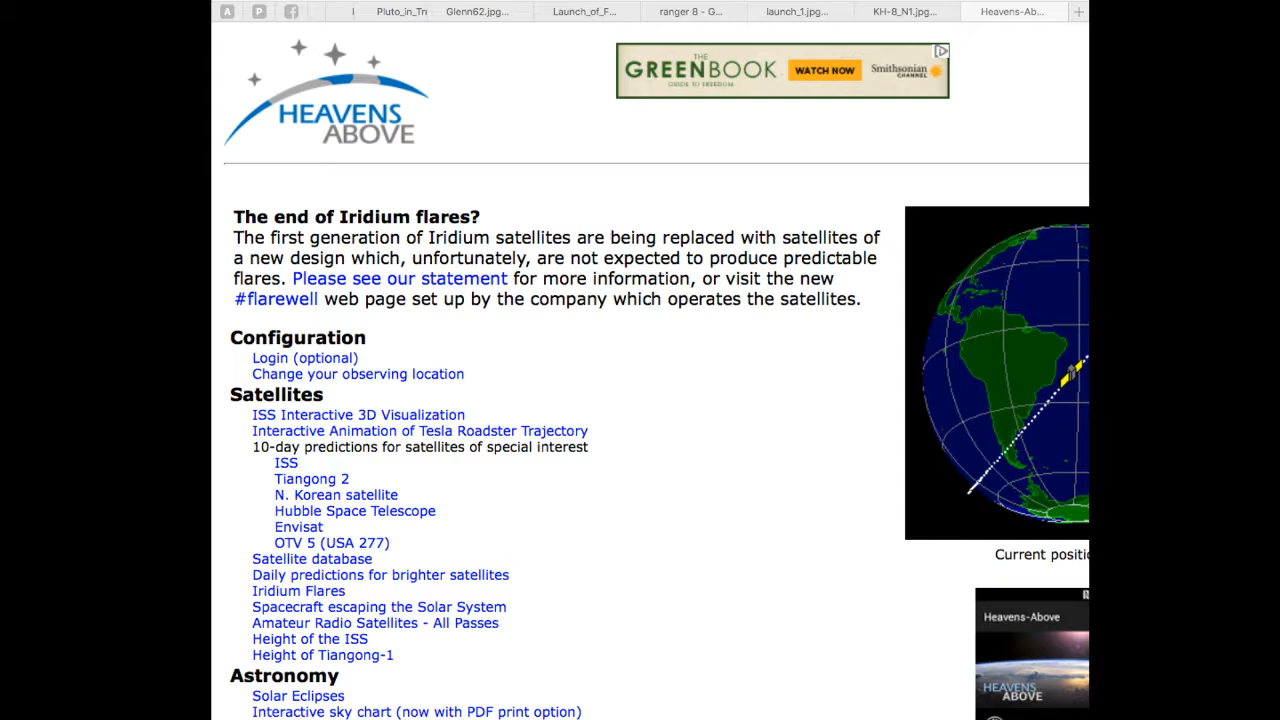 A P I Pluto_in_Tr Glenn62.jpg... Launch_of_F... ranger 8 - G... launch_1.jpg... KH-8_N1.jpg... Heavens-Ab... +
THE
GREENBOOK
GUIDE TO FREEDOM
WATCH NOW
Smithsonian
CHANNEL
HEAVENS
ABOVE
The end of Iridium flares?
The first generation of Iridium satellites are being replaced with satellites of
a new design which, unfortunately, are not expected to produce predictable
flares. Please see our statement for more information, or visit the new
#flarewell web page set up by the company which operates the satellites.
Configuration
Login (optional)
Change your observing location
Satellites
ISS Interactive 3D Visualization
Interactive Animation of Tesla Roadster Trajectory
10-day predictions for satellites of special interest
ISS
Tiangong 2
N. Korean satellite
Hubble Space Telescope
Envisat
OTV 5 (USA 277)
Satellite database
Daily predictions for brighter satellites
Iridium Flares
Spacecraft escaping the Solar System
Amateur Radio Satellites - All Passes
Height of the ISS
Height of Tiangong-1
Astronomy
Solar Eclipses
Interactive sky chart (now with PDF print option)
Current positi
Heavens-Above
HEAVENS
ABOVE